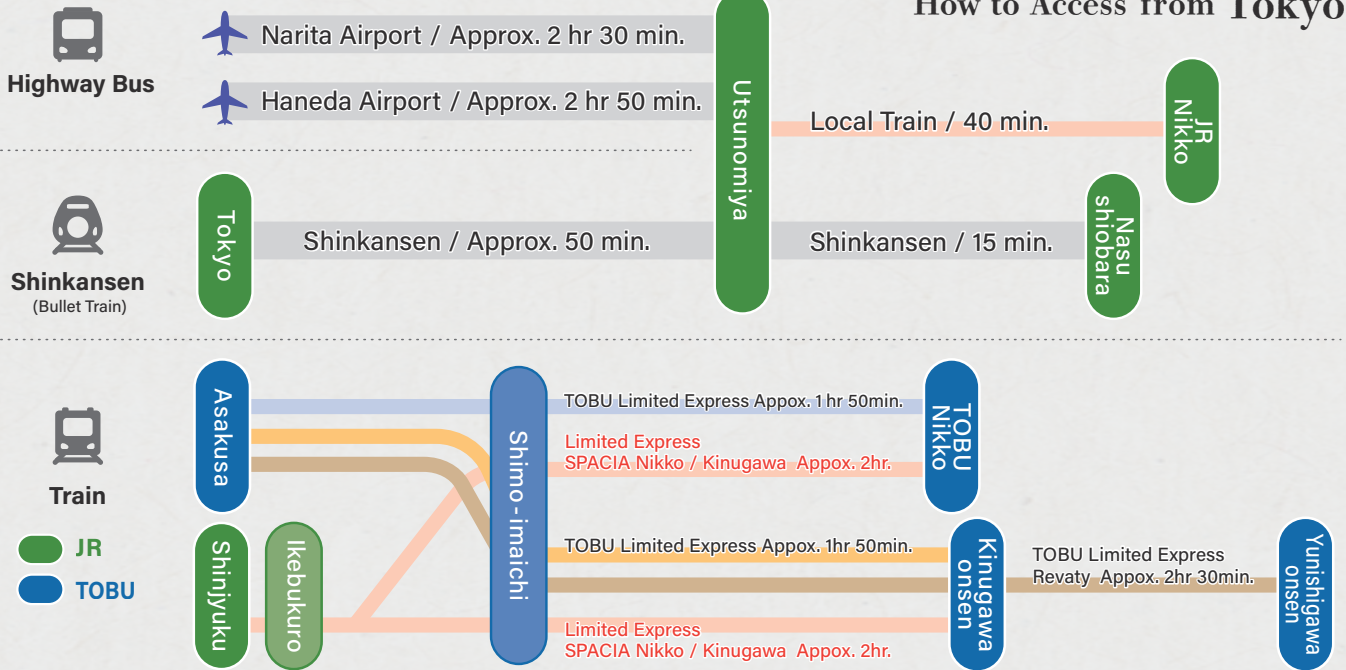 How to Access from Tokyo
Highway Bus
Narita Airport / Approx. 2 hr 30 min.
Haneda Airport / Approx. 2 hr 50 min.
Utsunomiya
Local Train / 40 min.
JR
Nikko
Shinkansen
(Bullet Train)
Tokyo
Shinkansen / Approx. 50 min.
Shinkansen / 15 min.
Nasu
shiobara
Train
JR
TOBU
Asakusa
Shinjyuku
Ikebukuro
Shimo-imaichi
TOBU Limited Express Appox. 1 hr 50min.
Limited Express
SPACIA Nikko / Kinugawa Appox. 2hr.
TOBU
Nikko
TOBU Limited Express Appox. 1hr 50min.
Limited Express
SPACIA Nikko / Kinugawa Appox. 2hr.
Kinugawa
onsen
TOBU Limited Express
Revaty Appox. 2hr 30min.
Yunishigawa
onsen